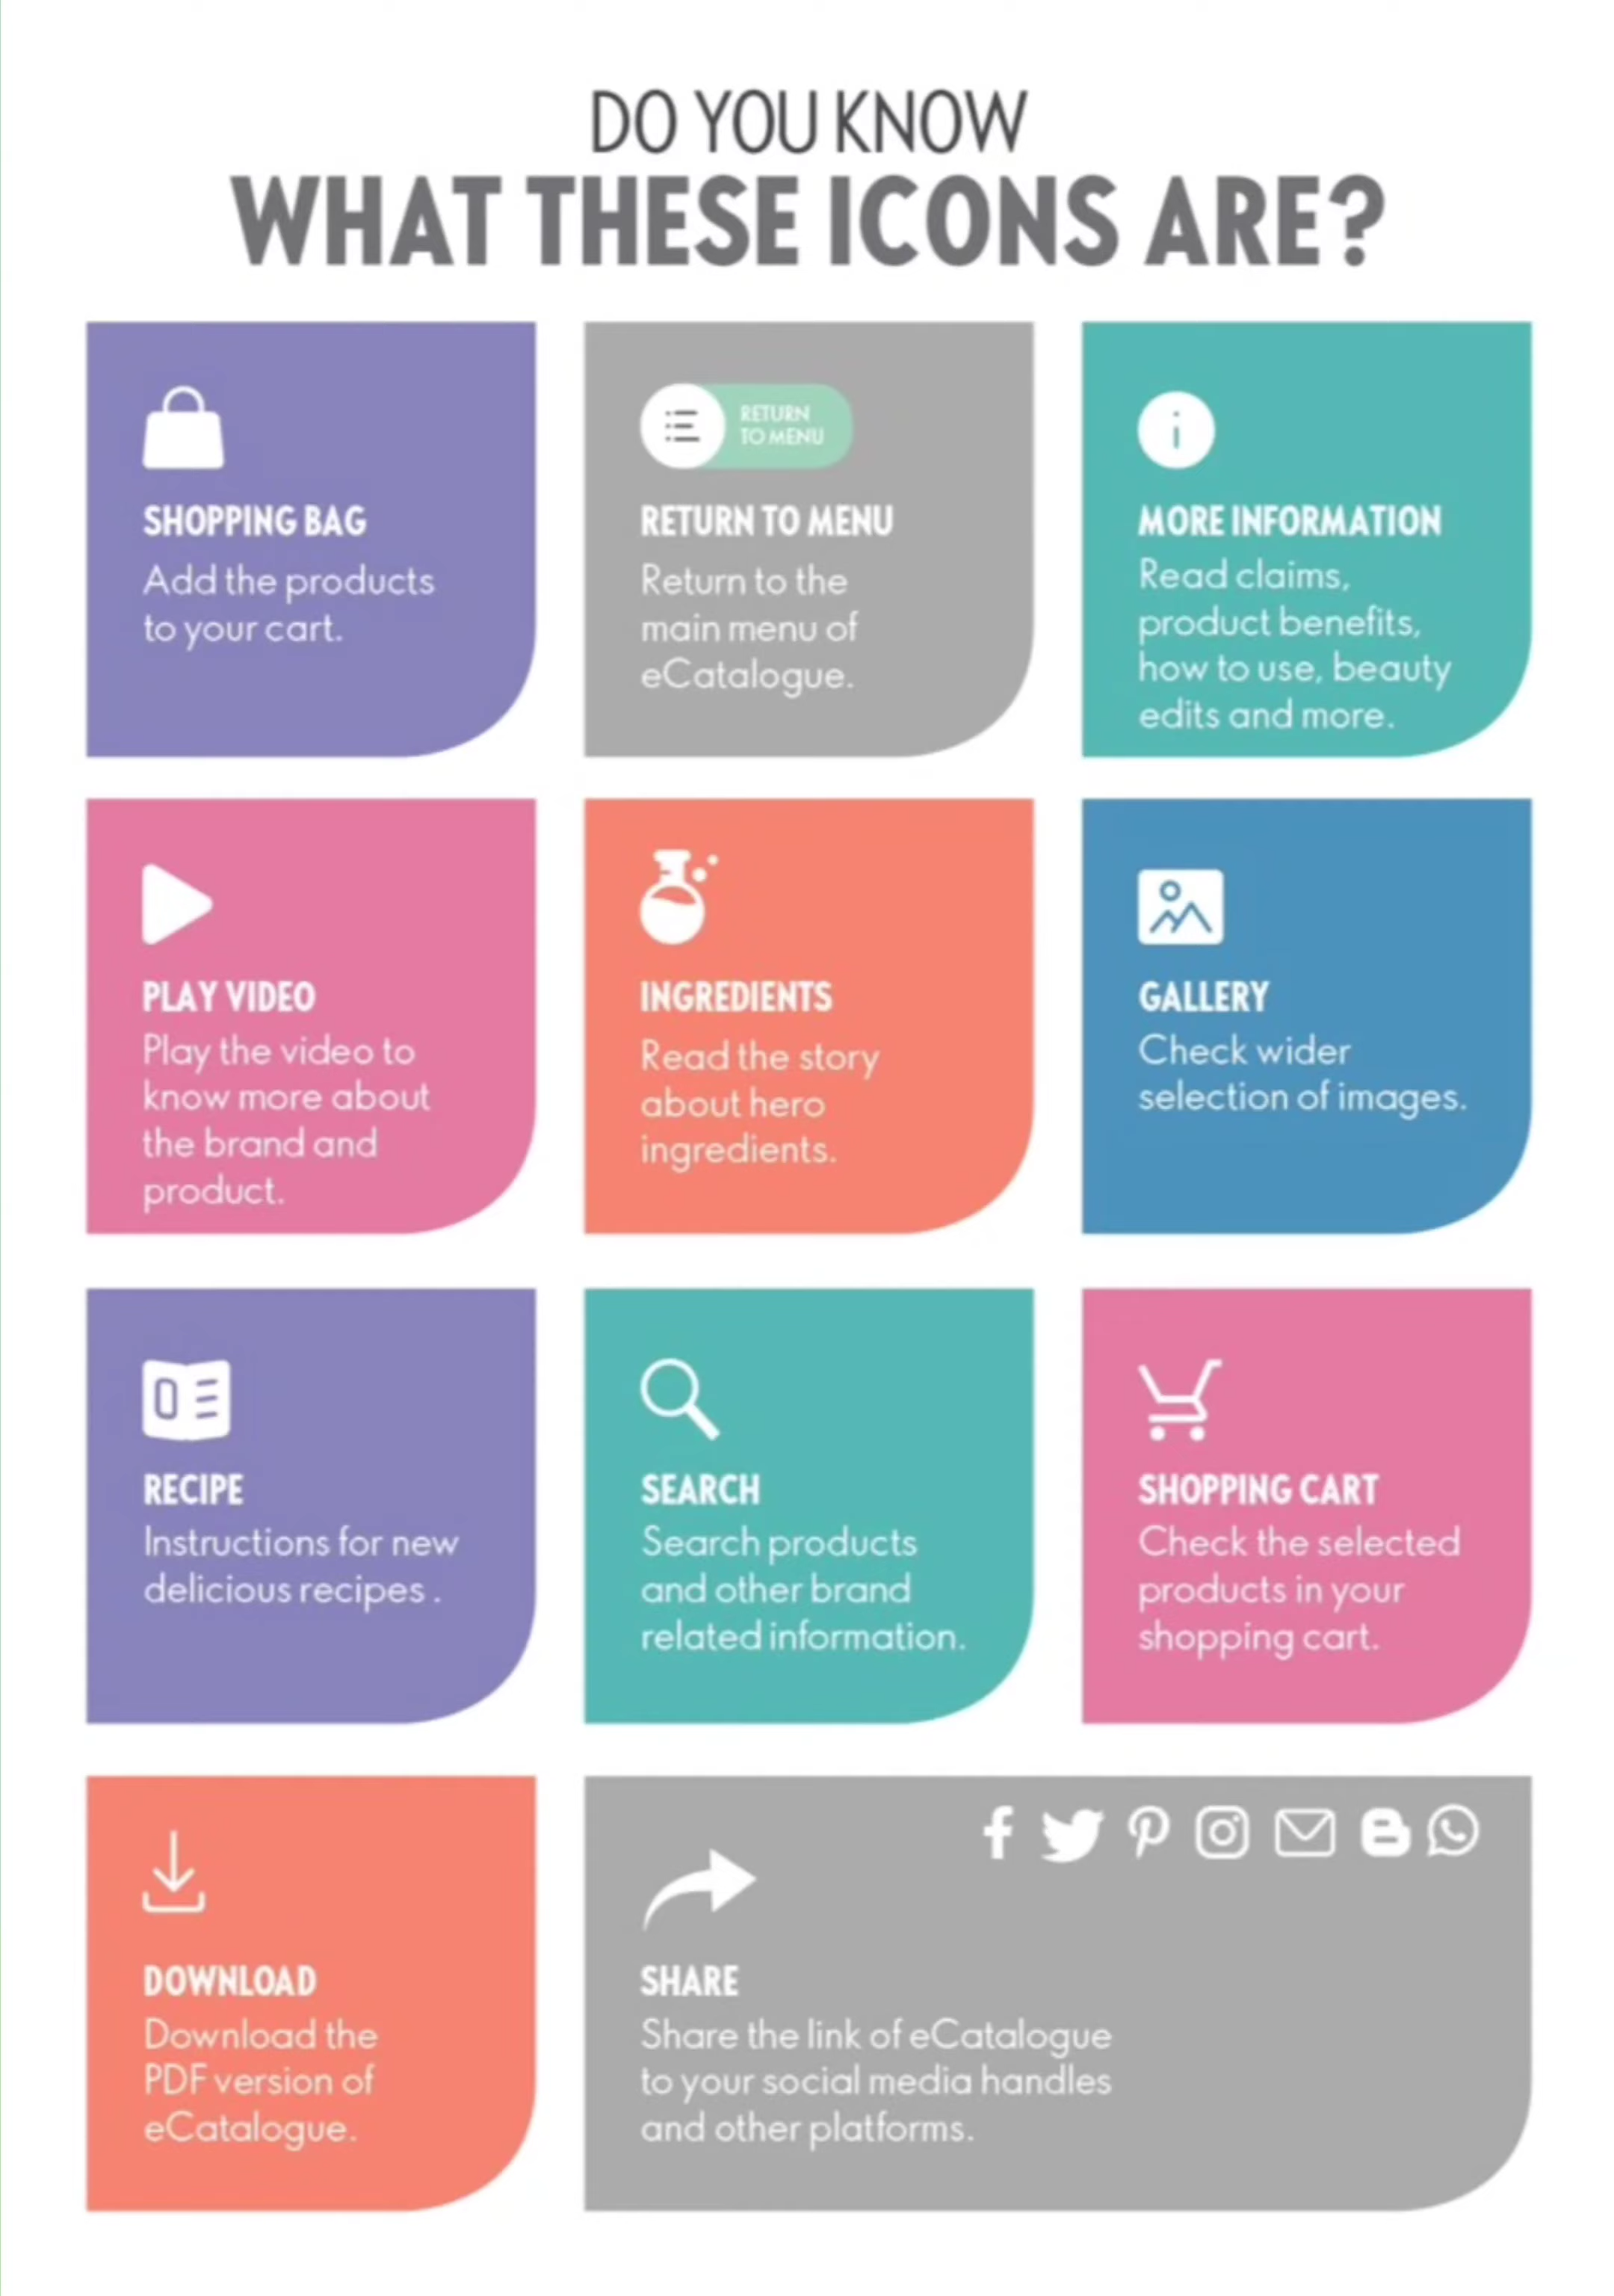 DO YOU KNOW
WHAT THESE ICONS ARE?
SHOPPING BAG
Add the products
to your cart.
RETURN
TO MENU
RETURN TO MENU
Return to the
main menu of
eCatalogue.
MORE INFORMATION
Read claims,
product benefits,
how to use, beauty
edits and more.
PLAY VIDEO
Play the video to
know more about
the brand and
product.
INGREDIENTS
Read the story
about hero
ingredients.
GALLERY
Check wider
selection of images.
RECIPE
Instructions for new
delicious recipes .
SEARCH
Search products
and other brand
related information.
SHOPPING CART
Check the selected
products in your
shopping cart.
DOWNLOAD
Download the
PDF version of
eCatalogue.
SHARE
Share the link of eCatalogue
to your social media handles
and other platforms.